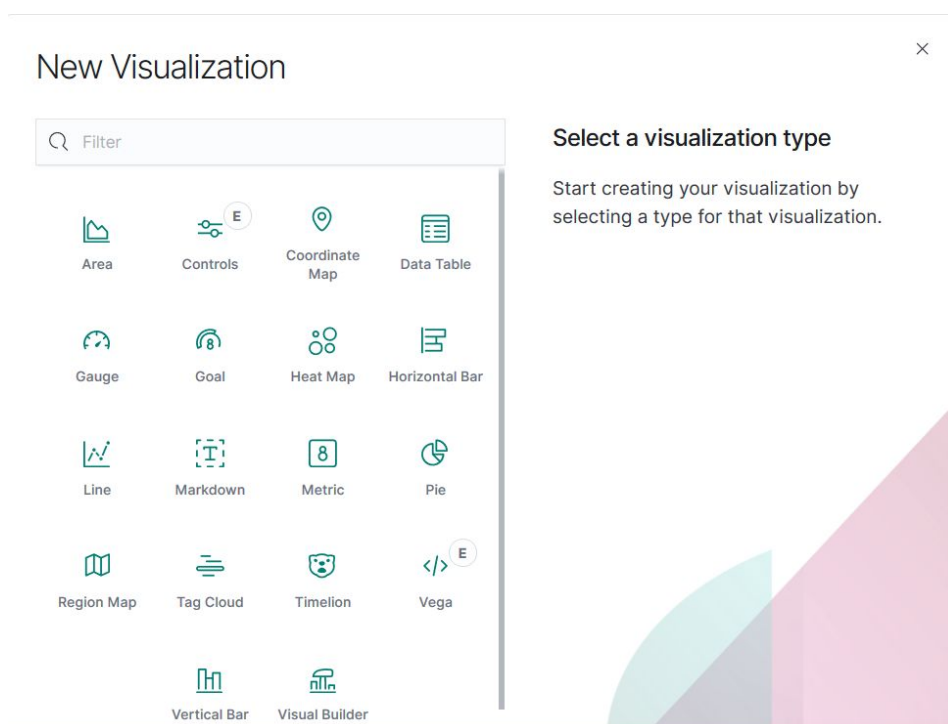 New Visualization
Filter
Select a visualization type
Start creating your visualization by
selecting a type for that visualization.
Area
E
Controls
Coordinate
Map
Data Table
Gauge
8
Goal
Heat Map
Horizontal Bar
Line
T
Markdown
8
Metric
Pie
Region Map
Tag Cloud
Timelion
</>
E
Vega
Vertical Bar
Visual Builder